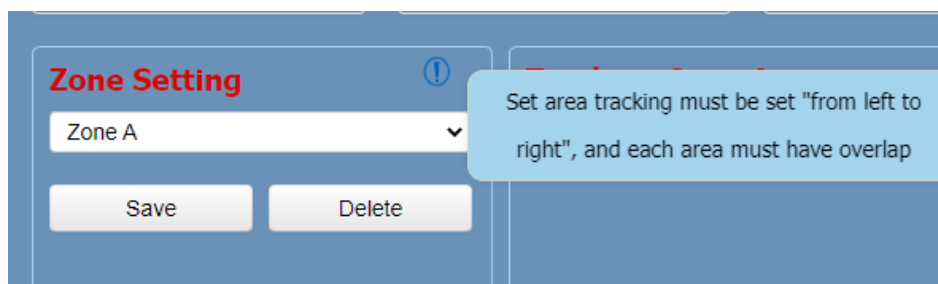 Zone Setting
Zone A
Save
Delete
Set area tracking must be set "from left to
right", and each area must have overlap